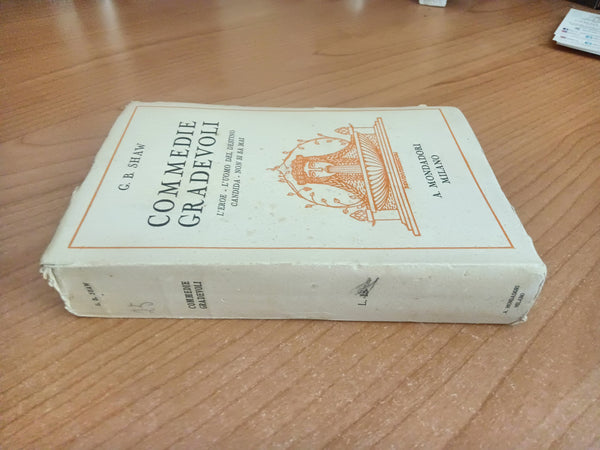 G. B. SHAW
COMMEDIE
GRADEVOLI
L'EROE - L'UOMO DEL DESTINO
CANDIDA - NON SI SA MAI
A. MONDADORI
MILANO
G. B. SHAW
COMMEDIE
GRADEVOLI
L.
A. MONDADORI
MILANO